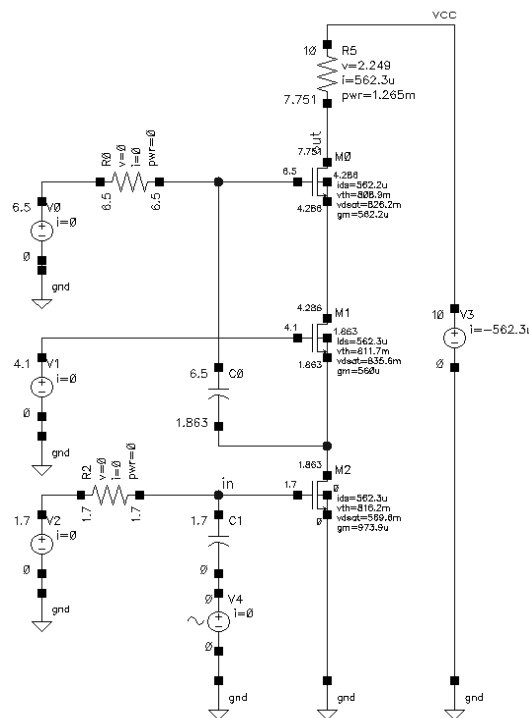 vcc
10
R5
v=2.249
i=562.3u
pwr=1.265m
7.751
out
7.751
M0
R0
v=0
i=0
pwr=0
6.5
6.5
6.5
4.286
ids=562.2u
vth=808.9m
vdsat=826.2m
gm=562.2u
4.286
6.5
V0
i=0
0
gnd
4.286
M1
10
V3
i=-562.3u
0
4.1
1.863
ids=562.3u
vth=811.7m
vdsat=835.6m
gm=560u
1.863
4.1
V1
i=0
0
gnd
6.5
C0
1.863
R2
v=0
i=0
pwr=0
1.7
1.7
in
1.863
M2
1.7
0
ids=562.3u
vth=816.2m
vdsat=569.6m
gm=973.9u
0
1.7
V2
i=0
0
gnd
1.7
C1
0
0
V4
i=0
0
gnd
gnd
gnd